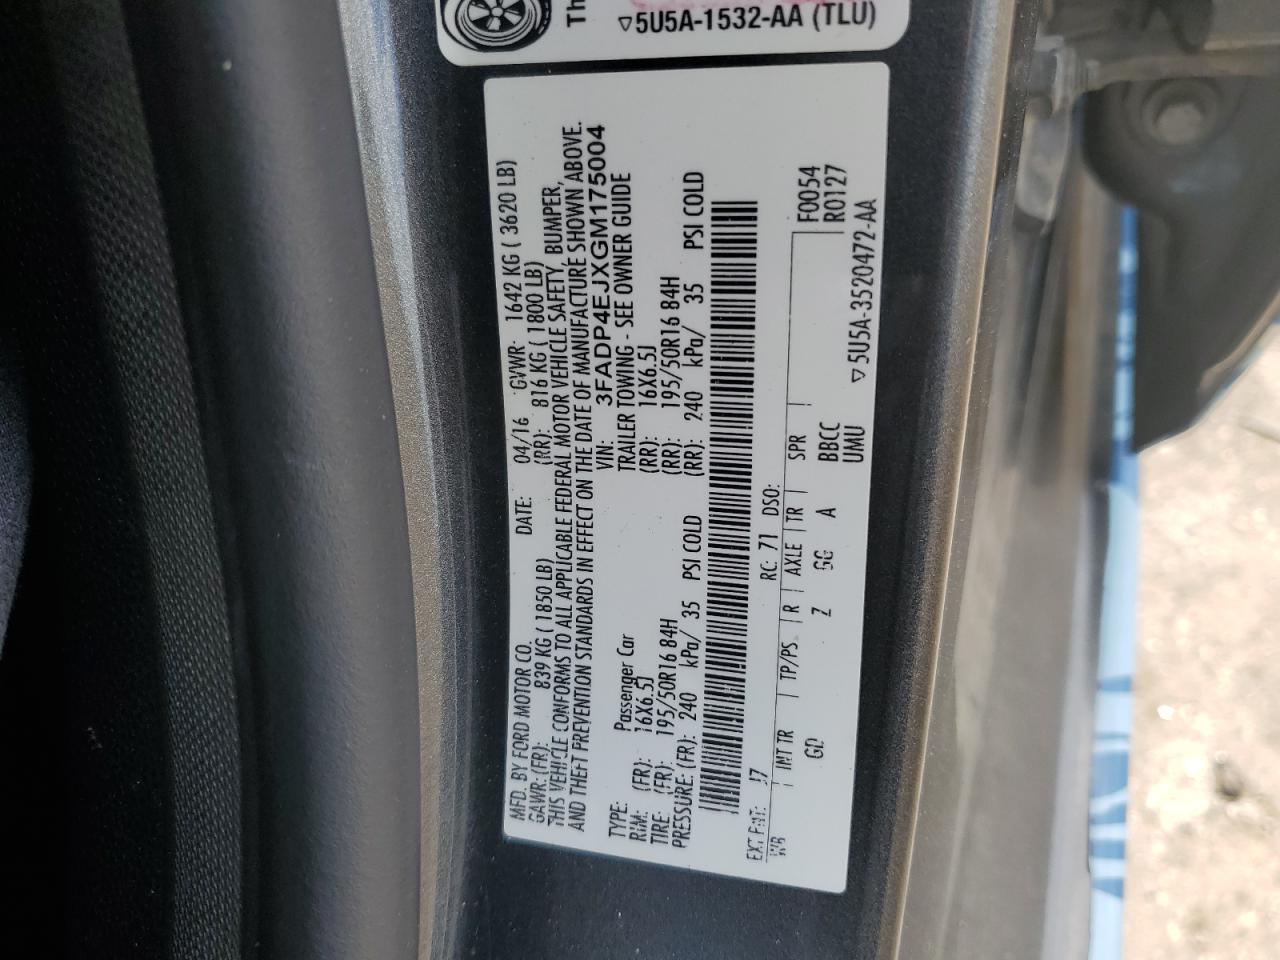 Th
▽5U5A-1532-AA (TLU)
MFD. BY FORD MOTOR CO. DATE: 04/16 GVWR: 1642 KG ( 3620 LB)
GAWR: (FR): 839 KG ( 1850 LB) (RR): 816 KG ( 1800 LB)
THIS VEHICLE CONFORMS TO ALL APPLICABLE FEDERAL MOTOR VEHICLE SAFETY, BUMPER,
AND THEFT PREVENTION STANDARDS IN EFFECT ON THE DATE OF MANUFACTURE SHOWN ABOVE.
VIN: 3FADP4EJXGM175004
TYPE: Passenger Car TRAILER TOWING - SEE OWNER GUIDE
RIM: (FR): 16X6.5J (RR): 16X6.5J
TIRE: (FR): 195/50R16 84H (RR): 195/50R16 84H
PRESSURE: (FR): 240 kPa/ 35 PSI COLD (RR): 240 kPa/ 35 PSI COLD
EXT PNT: J7 RC: 71 DSO:
WB INT TR TP/PS R AXLE TR SPR F0054
GD Z GG A BBCC R0127
UMU
▽5U5A-3520472-AA